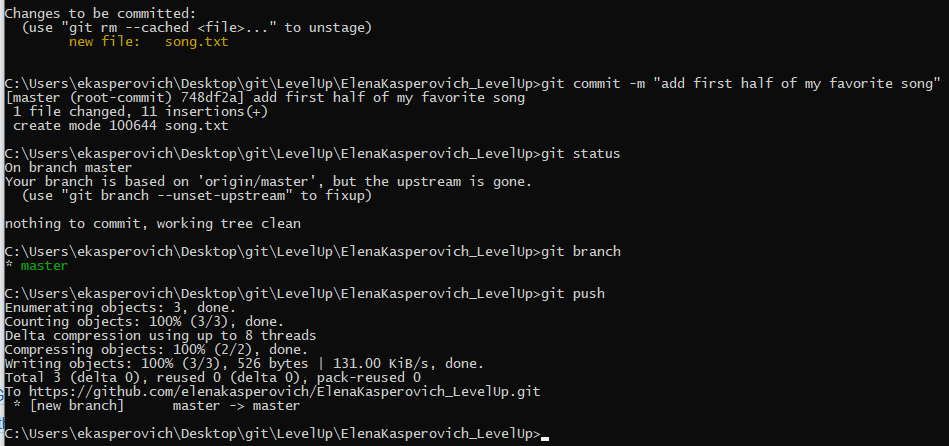 Changes to be committed:
  (use "git rm --cached <file>..." to unstage)
        new file:   song.txt
C:\Users\ekasperovich\Desktop\git\LevelUp\ElenaKasperovich_LevelUp>git commit -m "add first half of my favorite song"
[master (root-commit) 748df2a] add first half of my favorite song
 1 file changed, 11 insertions(+)
 create mode 100644 song.txt
C:\Users\ekasperovich\Desktop\git\LevelUp\ElenaKasperovich_LevelUp>git status
On branch master
Your branch is based on 'origin/master', but the upstream is gone.
  (use "git branch --unset-upstream" to fixup)
nothing to commit, working tree clean
C:\Users\ekasperovich\Desktop\git\LevelUp\ElenaKasperovich_LevelUp>git branch
* master
C:\Users\ekasperovich\Desktop\git\LevelUp\ElenaKasperovich_LevelUp>git push
Enumerating objects: 3, done.
Counting objects: 100% (3/3), done.
Delta compression using up to 8 threads
Compressing objects: 100% (2/2), done.
Writing objects: 100% (3/3), 526 bytes | 131.00 KiB/s, done.
Total 3 (delta 0), reused 0 (delta 0), pack-reused 0
To https://github.com/elenakasperovich/ElenaKasperovich_LevelUp.git
 * [new branch]      master -> master
C:\Users\ekasperovich\Desktop\git\LevelUp\ElenaKasperovich_LevelUp>